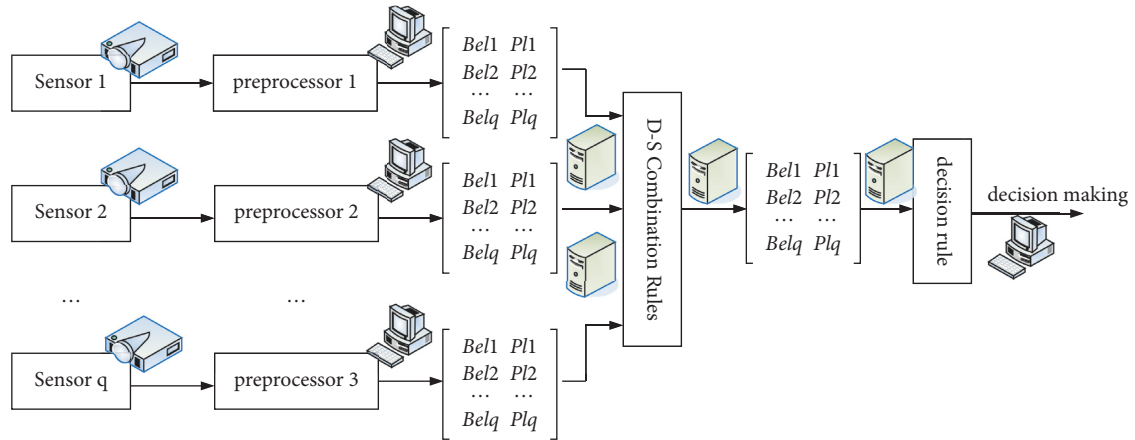 Sensor 1
preprocessor 1
Bel1 Pl1
Bel2 Pl2
... ...
Belq Plq
Sensor 2
preprocessor 2
Bel1 Pl1
Bel2 Pl2
... ...
Belq Plq
... ...
Sensor q
preprocessor 3
Bel1 Pl1
Bel2 Pl2
... ...
Belq Plq
D-S Combination Rules
Bel1 Pl1
Bel2 Pl2
... ...
Belq Plq
decision rule
decision making